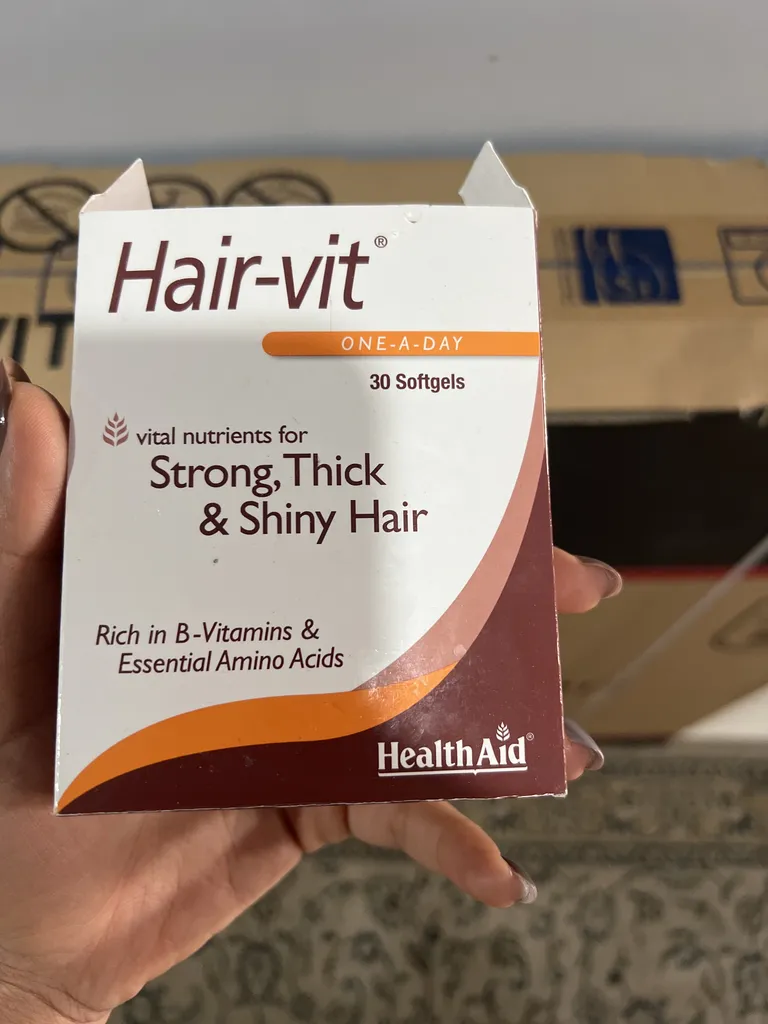 Hair-vit®
ONE-A-DAY
30 Softgels
vital nutrients for
Strong, Thick
& Shiny Hair
Rich in B-Vitamins &
Essential Amino Acids
HealthAid®